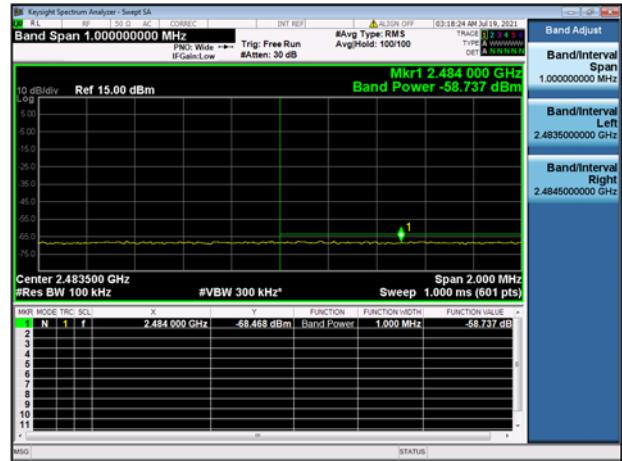 Keysight Spectrum Analyzer - Swept SA
RL RF 50 Ω AC CORREC INT REF ALIGN OFF 03:18:24 AM Jul 19, 2021
Band Span 1.000000000 MHz
PNO: Wide
IFGain:Low
Trig: Free Run
#Atten: 30 dB
#Avg Type: RMS
Avg|Hold: 100/100
TRACE 1 2 3 4 5 6
TYPE A WWWWW
DET A N N N N N
Mkr1 2.484 000 GHz
Band Power -58.737 dBm
10 dB/div Ref 15.00 dBm
Log
5.00
-5.00
-15.0
-25.0
-35.0
-45.0
-55.0
-65.0
-75.0
1
Center 2.483500 GHz
Span 2.000 MHz
#Res BW 100 kHz
#VBW 300 kHz*
Sweep 1.000 ms (601 pts)
MKR MODE TRC SCL X Y FUNCTION FUNCTION WIDTH FUNCTION VALUE
1 N 1 f 2.484 000 GHz -68.468 dBm Band Power 1.000 MHz -58.737 dB
2
3
4
5
6
7
8
9
10
11
MSG
STATUS
Band Adjust
Band/Interval
Span
1.000000000 MHz
Band/Interval
Left
2.4835000000 GHz
Band/Interval
Right
2.4845000000 GHz